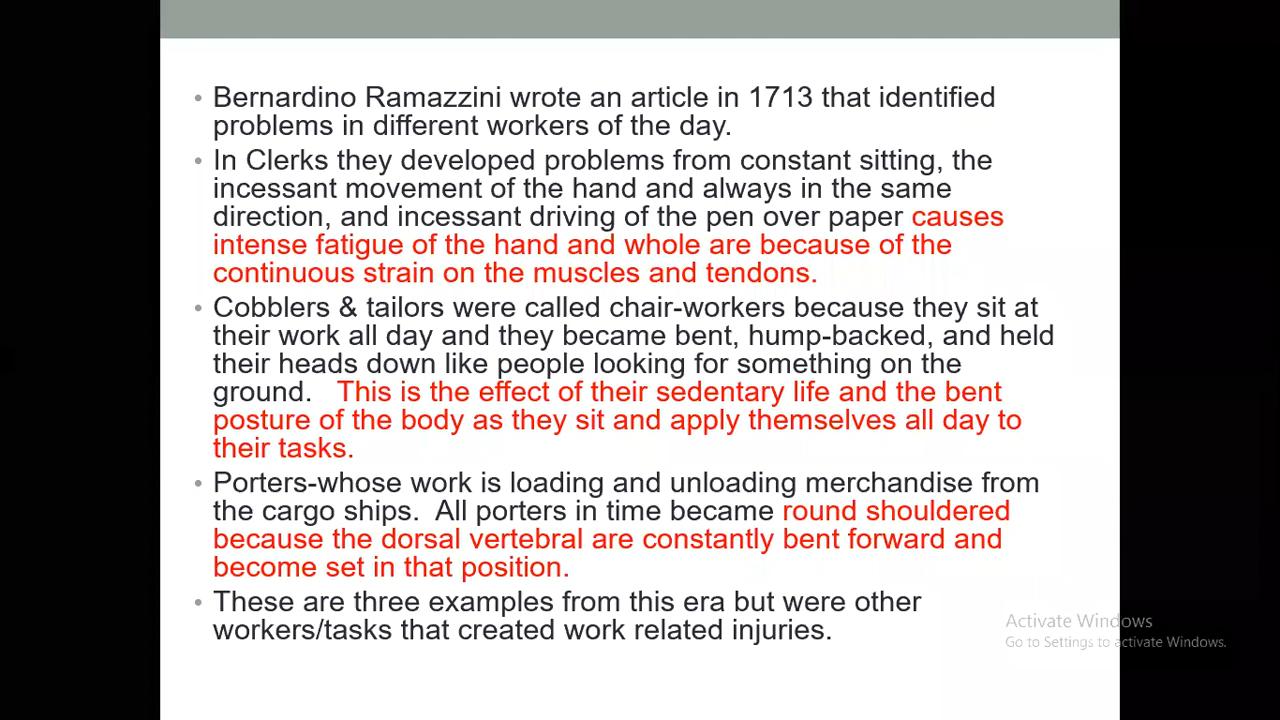 • Bernardino Ramazzini wrote an article in 1713 that identified
problems in different workers of the day.
• In Clerks they developed problems from constant sitting, the
incessant movement of the hand and always in the same
direction, and incessant driving of the pen over paper causes
intense fatigue of the hand and whole are because of the
continuous strain on the muscles and tendons.
• Cobblers & tailors were called chair-workers because they sit at
their work all day and they became bent, hump-backed, and held
their heads down like people looking for something on the
ground. This is the effect of their sedentary life and the bent
posture of the body as they sit and apply themselves all day to
their tasks.
• Porters-whose work is loading and unloading merchandise from
the cargo ships. All porters in time became round shouldered
because the dorsal vertebral are constantly bent forward and
become set in that position.
• These are three examples from this era but were other
workers/tasks that created work related injuries.
Activate Windows
Go to Settings to activate Windows.